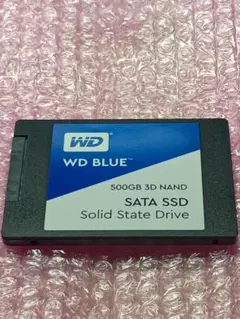 WD
WD BLUE™
500GB 3D NAND
SATA SSD
Solid State Drive